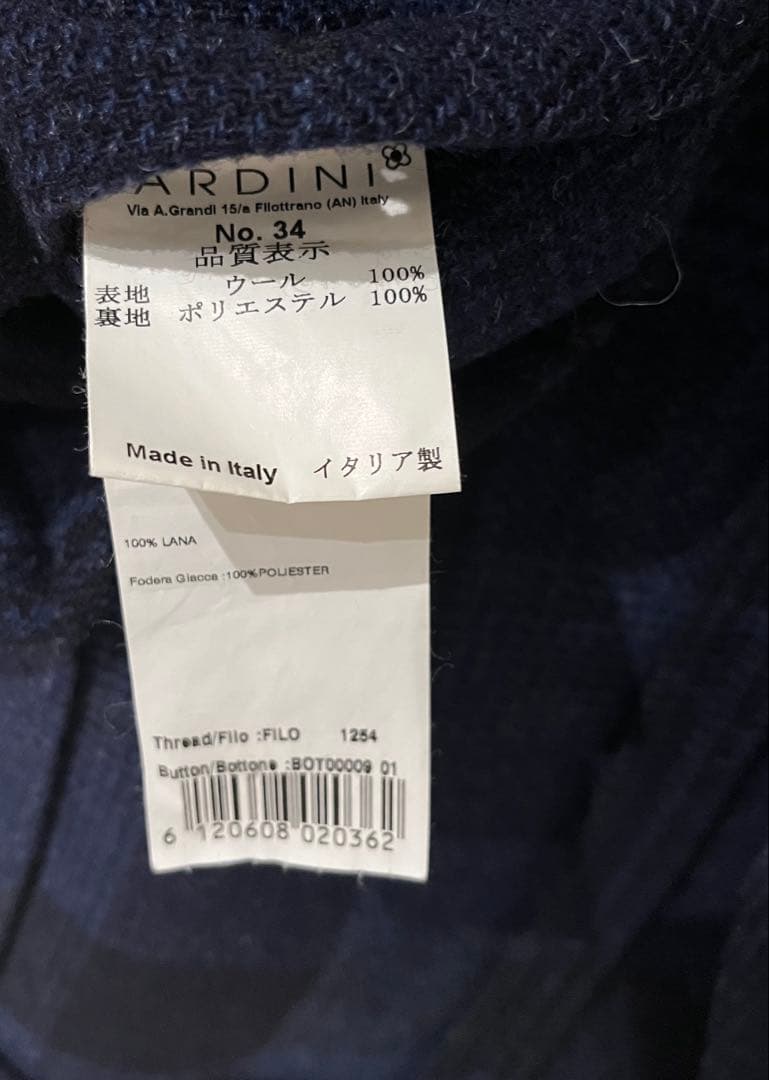 ARDINI
Via A.Grandi 15/a Filottrano (AN) Italy
No. 34
品質表示
表地 ウール 100%
裏地 ポリエステル 100%
Made in Italy イタリア製
100% LANA
Fodera Giacca :100%POLIESTER
Thread/Filo :FILO 1254
Button/Bottone :BOT00009 01
6 120608 020362